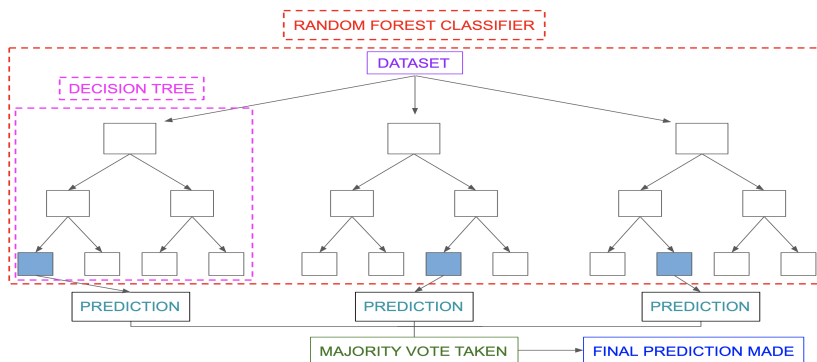 RANDOM FOREST CLASSIFIER
DATASET
DECISION TREE
PREDICTION
PREDICTION
PREDICTION
MAJORITY VOTE TAKEN
FINAL PREDICTION MADE